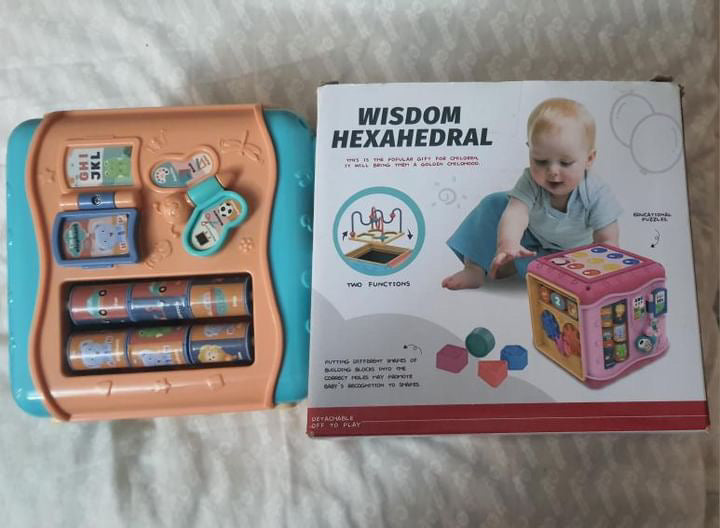 GHI
JKL
WISDOM
HEXAHEDRAL
THIS IS THE POPULAR GIFT FOR CHILDREN,
IT WILL BRING THEM A GOLDEN CHILDHOOD.
EDUCATIONAL
PUZZLES
TWO FUNCTIONS
PUTTING DIFFERENT SHAPES OF
BUILDING BLOCKS INTO THE
CORRECT HOLES MAY PROMOTE
BABY'S RECOGNITION TO SHAPES.
DETACHABLE
OFF TO PLAY